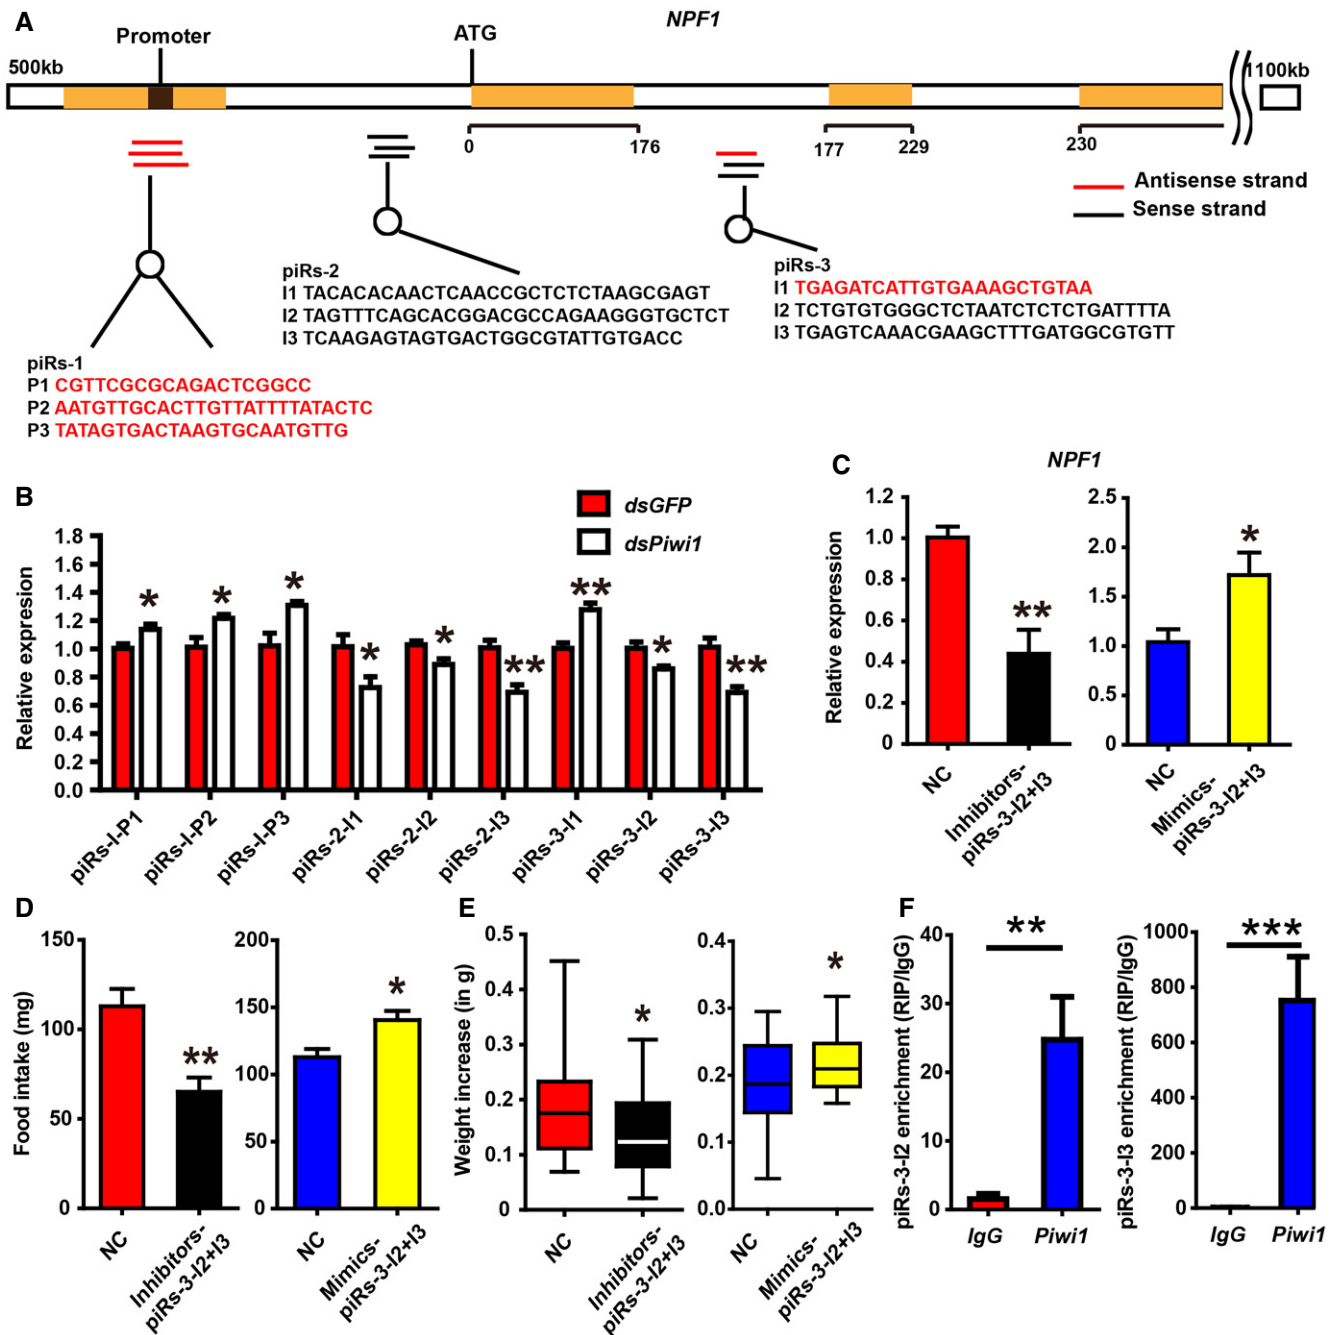 A
NPF1
Promoter
ATG
500kb
1100kb
0
176
177
229
230
Antisense strand
Sense strand
piRs-2
I1 TACACACAACTCAACCGCTCTCTAAGCGAGT
I2 TAGTTTCAGCACGGACGCCAGAAGGGTGCTCT
I3 TCAAGAGTAGTGACTGGCGTATTGTGACC
piRs-3
I1 TGAGATCATTGTGAAAGCTGTAA
I2 TCTGTGTGGGCTCTAATCTCTCTGATTTTA
I3 TGAGTCAAACGAAGCTTTGATGGCGTGTT
piRs-1
P1 CGTTCGCGCAGACTCGGCC
P2 AATGTTGCACTTGTTATTTTATACTC
P3 TATAGTGACTAAGTGCAATGTTG
B
dsGFP
dsPiwi1
Relative expresion
1.8
1.6
1.4
1.2
1.0
0.8
0.6
0.4
0.2
0.0
*
*
*
*
*
**
**
*
**
piRs-I-P1
piRs-I-P2
piRs-I-P3
piRs-2-I1
piRs-2-I2
piRs-2-I3
piRs-3-I1
piRs-3-I2
piRs-3-I3
C
NPF1
Relative expression
1.2
1.0
0.8
0.6
0.4
0.2
0
**
NC
Inhibitors-
piRs-3-I2+I3
2.5
2.0
1.5
1.0
0.5
0
*
NC
Mimics-
piRs-3-I2+I3
D
Food intake (mg)
150
100
50
0
**
NC
Inhibitors-
piRs-3-I2+I3
200
150
100
50
0
*
NC
Mimics-
piRs-3-I2+I3
E
Weight increase (in g)
0.5
0.4
0.3
0.2
0.1
0
*
NC
Inhibitors-
piRs-3-I2+I3
0.4
0.3
0.2
0.1
0.0
*
NC
Mimics-
piRs-3-I2+I3
F
piRs-3-I2 enrichment (RIP/IgG)
40
30
20
10
0
**
IgG
Piwi1
piRs-3-I3 enrichment (RIP/IgG)
1000
800
600
400
200
0
***
IgG
Piwi1